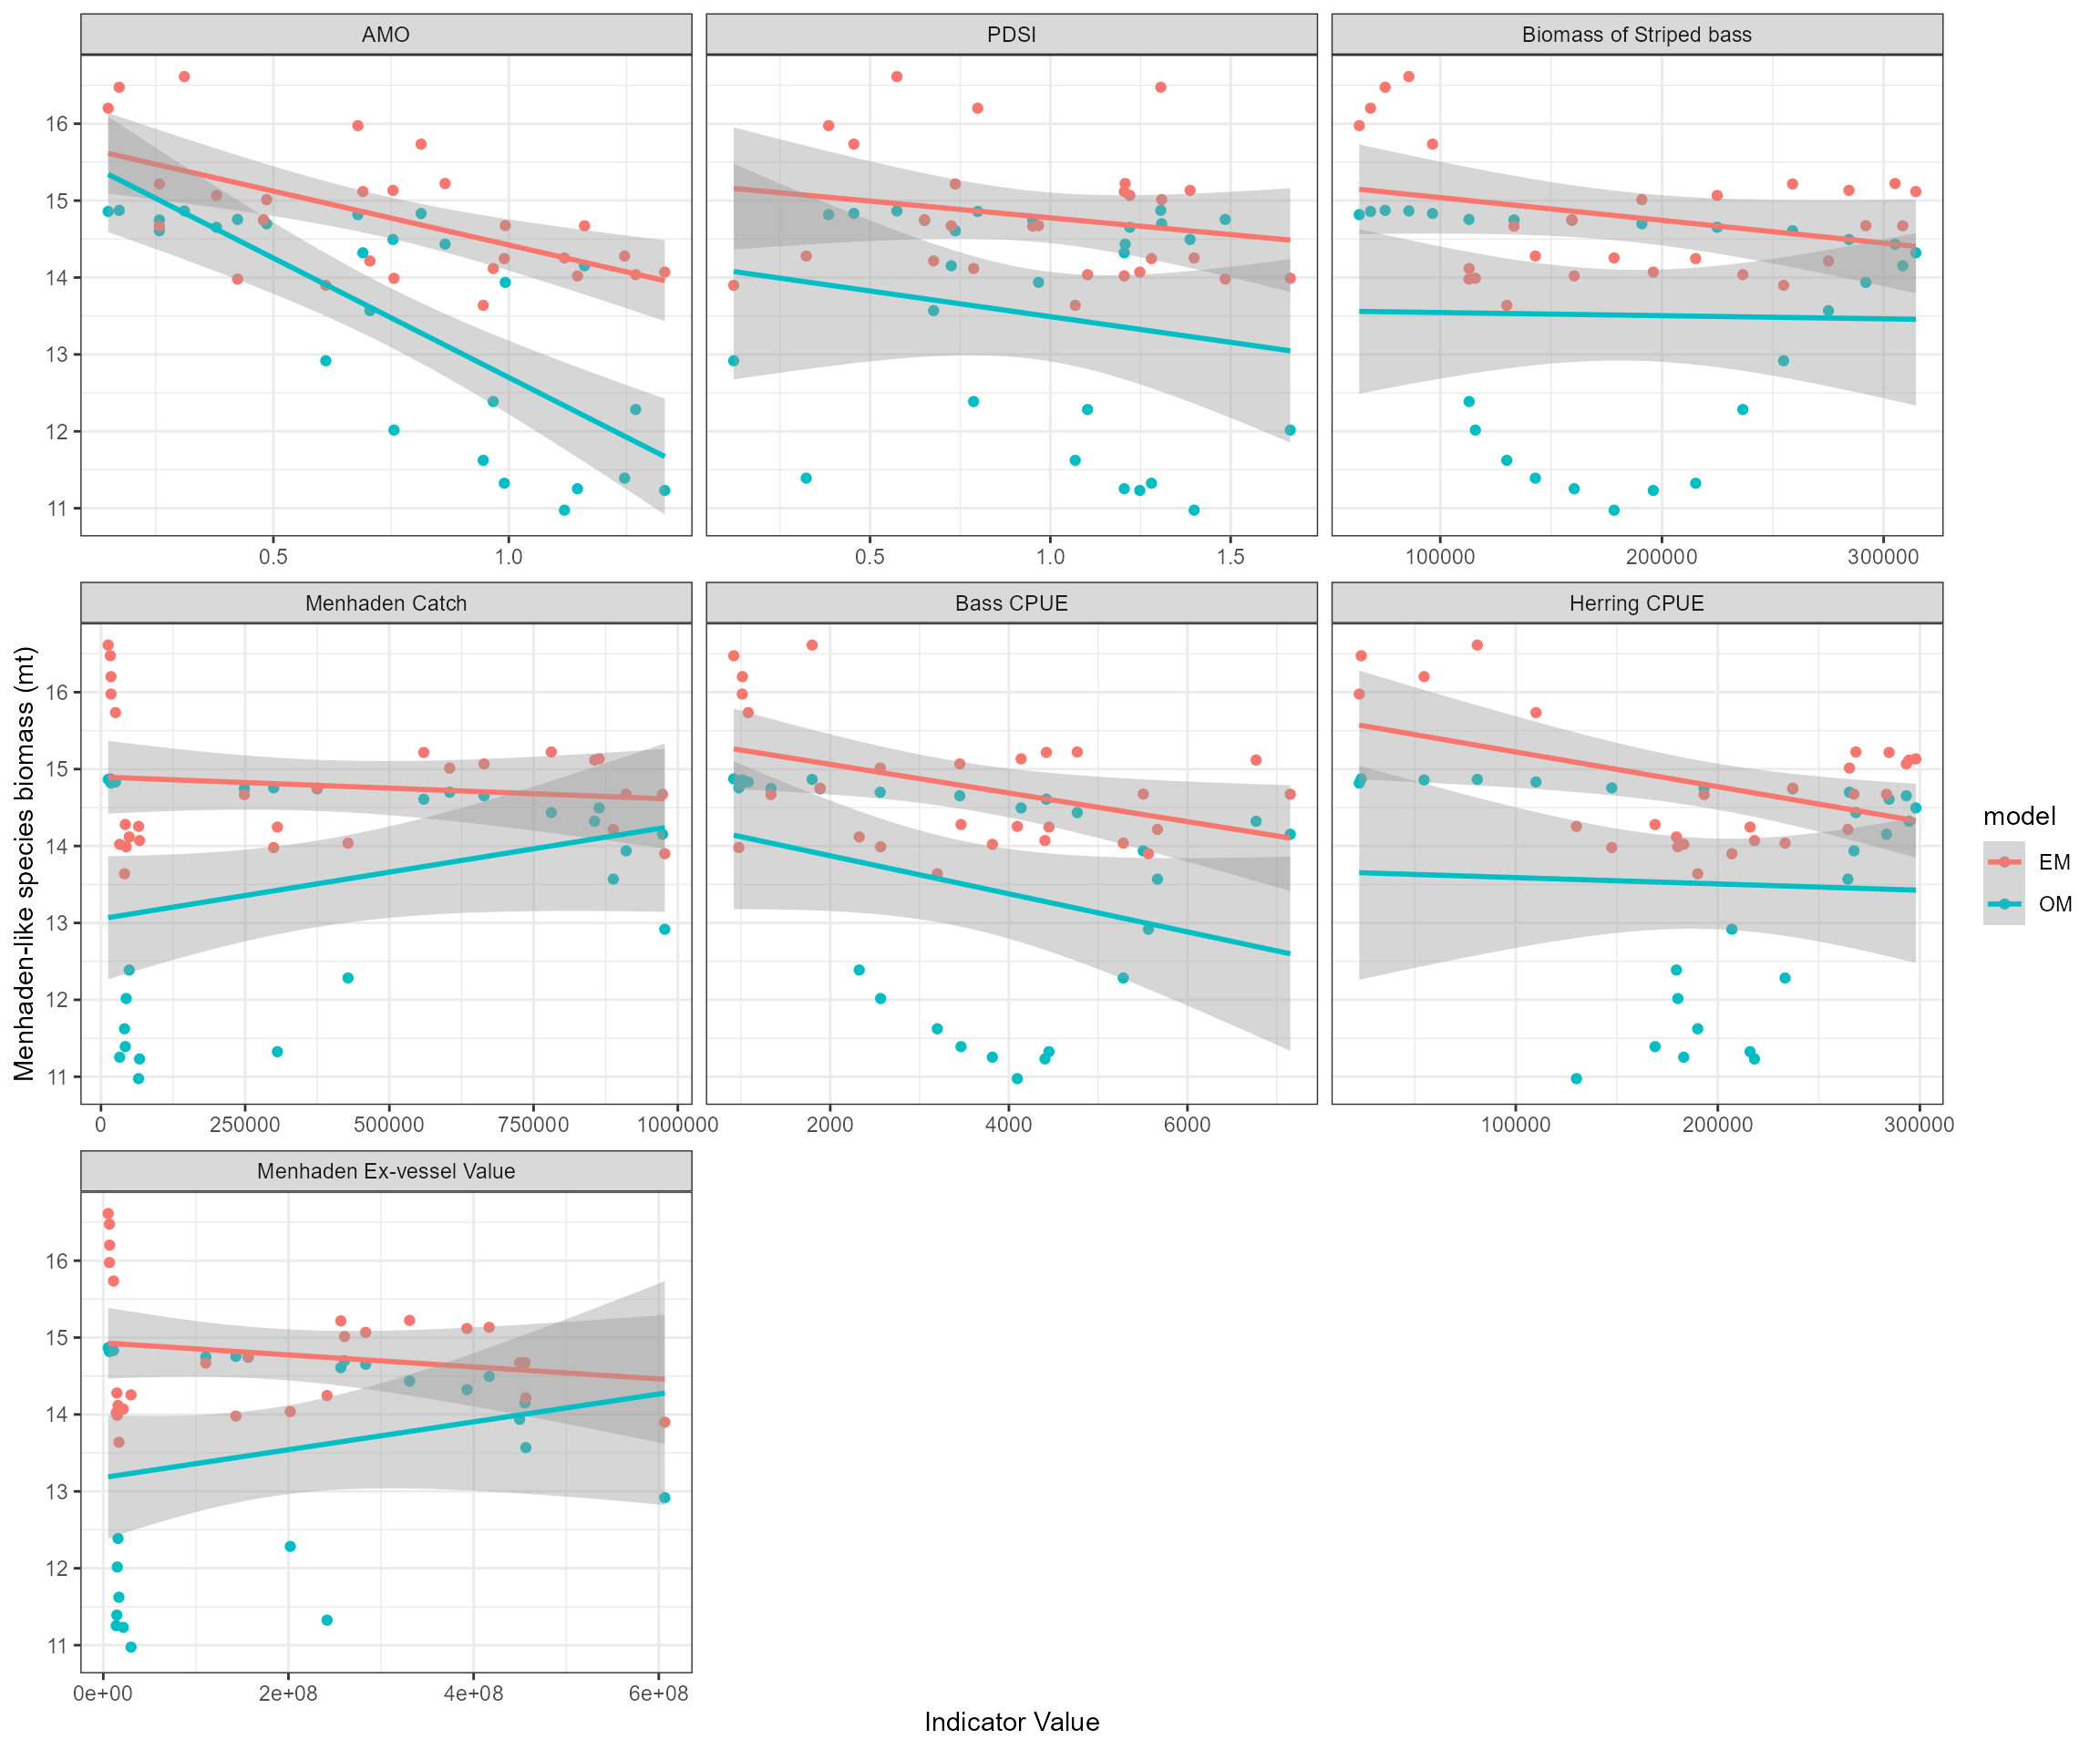 AMO PDSI Biomass of Striped bass
16
15
14
13
12
11
0.5 1.0 0.5 1.0 1.5 100000 200000 300000
Menhaden Catch Bass CPUE Herring CPUE
16
15
14
13
12
11
0 250000 500000 750000 1000000 2000 4000 6000 100000 200000 300000
Menhaden Ex-vessel Value
16
15
14
13
12
11
0e+00 2e+08 4e+08 6e+08
Indicator Value
Menhaden-like species biomass (mt)
model
EM
OM